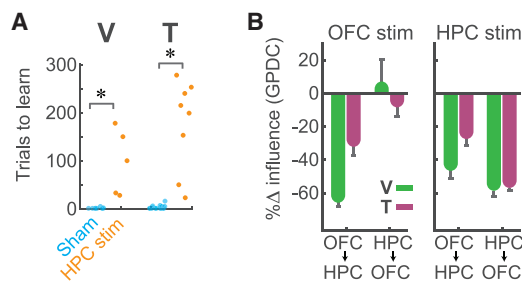 A
V T
Trials to learn
300
200
100
0
*
*
Sham
HPC stim
B
OFC stim HPC stim
%Δ influence (GPDC)
20
-20
-40
-60
V
T
OFC HPC OFC HPC
HPC OFC HPC OFC